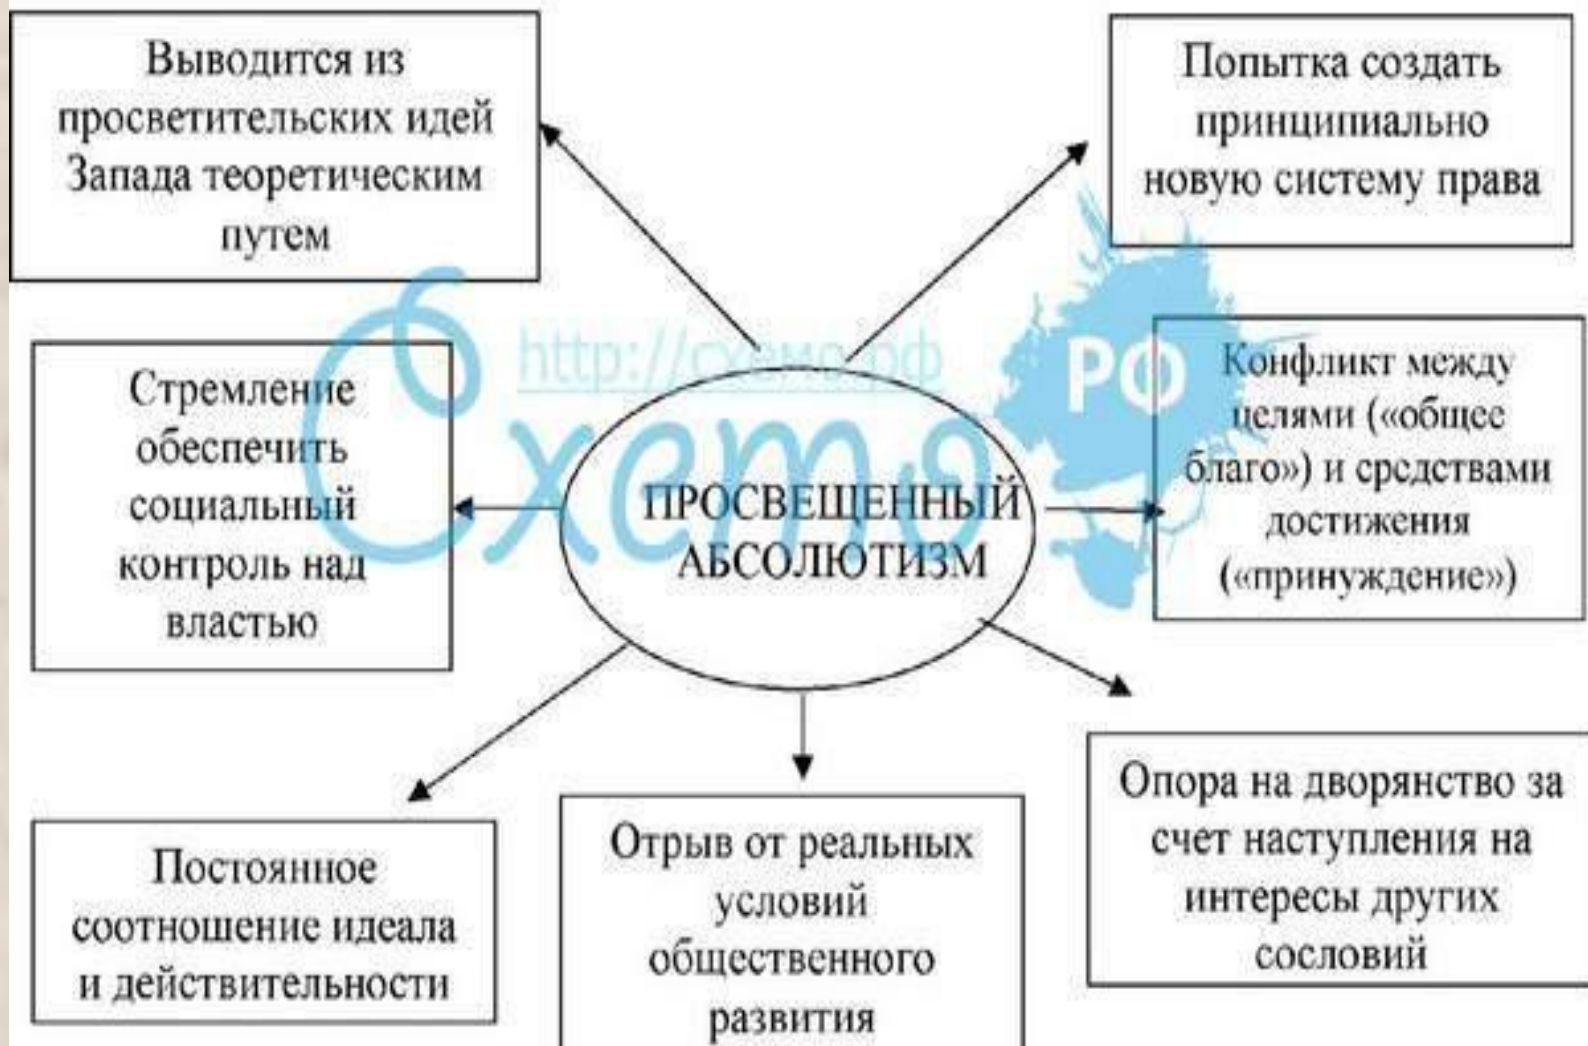 Выводится из
просветительских идей
Запада теоретическим
путем
Попытка создать
принципиально
новую систему права
http://схемо.рф
Схемо
РФ
Стремление
обеспечить
социальный
контроль над
властью
ПРОСВЕЩЕННЫЙ
АБСОЛЮТИЗМ
Конфликт между
целями («общее
благо») и средствами
достижения
(«принуждение»)
Постоянное
соотношение идеала
и действительности
Отрыв от реальных
условий
общественного
развития
Опора на дворянство за
счет наступления на
интересы других
сословий